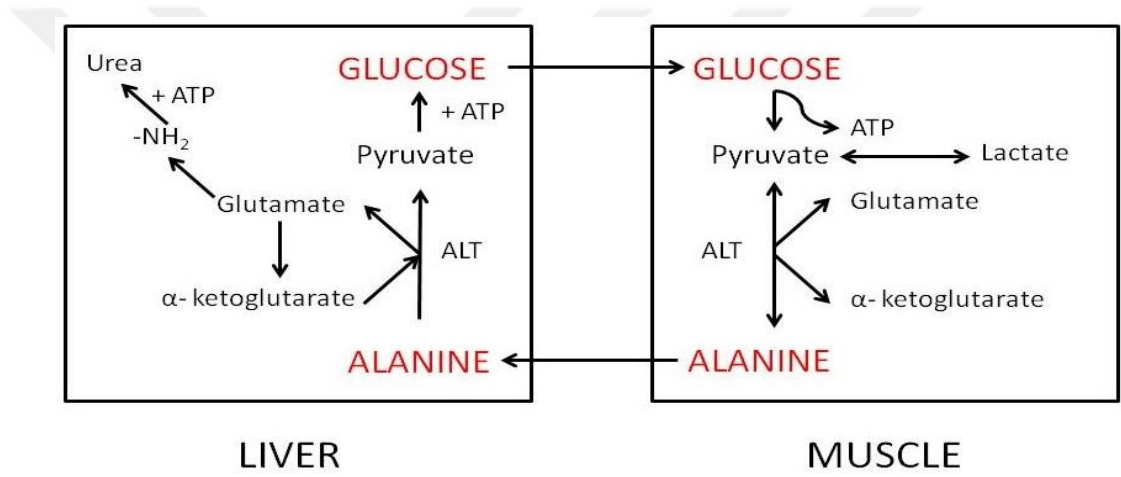 Urea
+ ATP
-NH₂
Glutamate
α- ketoglutarate
GLUCOSE
+ ATP
Pyruvate
ALT
ALANINE
LIVER
GLUCOSE
ATP
Pyruvate
Lactate
Glutamate
ALT
α- ketoglutarate
ALANINE
MUSCLE